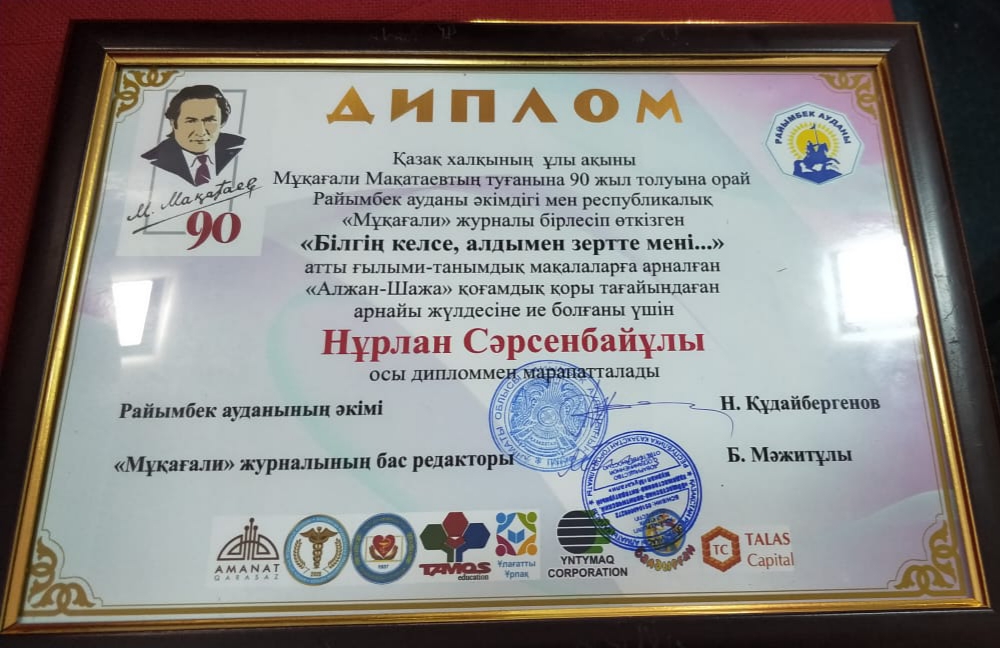 ДИПЛОМ
М. Мақатаев
90
РАЙЫМБЕК АУДАНЫ
Қазақ халқының ұлы ақыны
Мұқағали Мақатаевтың туғанына 90 жыл толуына орай
Райымбек ауданы әкімдігі мен республикалық
«Мұқағали» журналы бірлесіп өткізген
«Білгің келсе, алдымен зертте мені...»
атты ғылыми-танымдық мақалаларға арналған
«Алжан-Шажа» қоғамдық қоры тағайындаған
арнайы жүлдесіне ие болғаны үшін
Нұрлан Сәрсенбайұлы
осы дипломмен марапатталады
Райымбек ауданының әкімі
Н. Құдайбергенов
«Мұқағали» журналының бас редакторы
Б. Мәжитұлы
AMANAT
QARASAZ
TAMOS
education
Ұлағатты
Ұрпақ
YNTYMAQ
CORPORATION
TC
TALAS
Capital